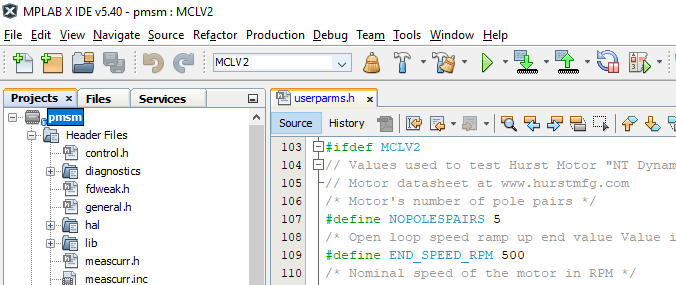 MPLAB X IDE v5.40 - pmsm : MCLV2
File Edit View Navigate Source Refactor Production Debug Team Tools Window Help
MCLV2
Projects × Files Services
userparms.h ×
Source History
pmsm
Header Files
control.h
diagnostics
fdweak.h
general.h
hal
lib
meascurr.h
meascurr.inc
103 #ifdef MCLV2
104 // Values used to test Hurst Motor "NT Dynam
105 // Motor datasheet at www.hurstmfg.com
106 /* Motor's number of pole pairs */
107 #define NOPOLESPAIRS 5
108 /* Open loop speed ramp up end value Value i
109 #define END_SPEED_RPM 500
110 /* Nominal speed of the motor in RPM */